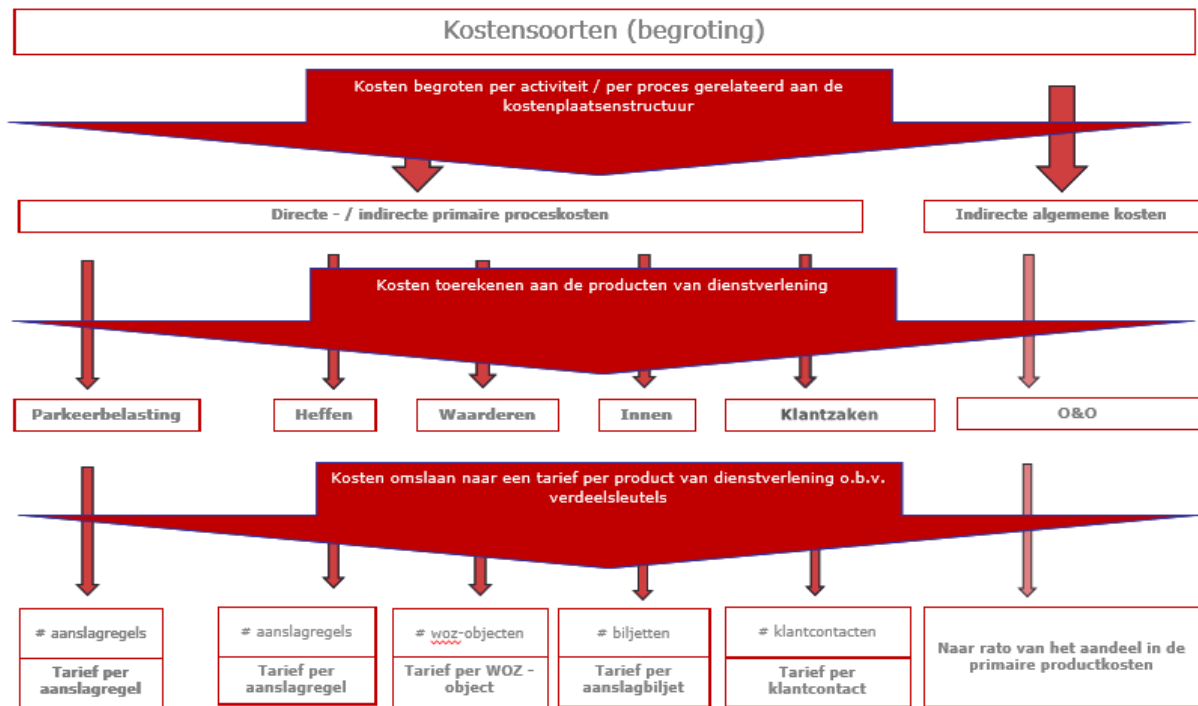 Kostensoorten (begroting)
Kosten begroten per activiteit / per proces gerelateerd aan de
kostenplaatsenstructuur
Directe - / indirecte primaire proceskosten
Indirecte algemene kosten
Kosten toerekenen aan de producten van dienstverlening
Parkeerbelasting
Heffen
Waarderen
Innen
Klantzaken
O&O
Kosten omslaan naar een tarief per product van dienstverlening o.b.v.
verdeelsleutels
# aanslagregels
Tarief per
aanslagregel
# aanslagregels
Tarief per
aanslagregel
# woz-objecten
Tarief per WOZ -
object
# biljetten
Tarief per
aanslagbiljet
# klantcontacten
Tarief per
klantcontact
Naar rato van het aandeel in de
primaire productkosten